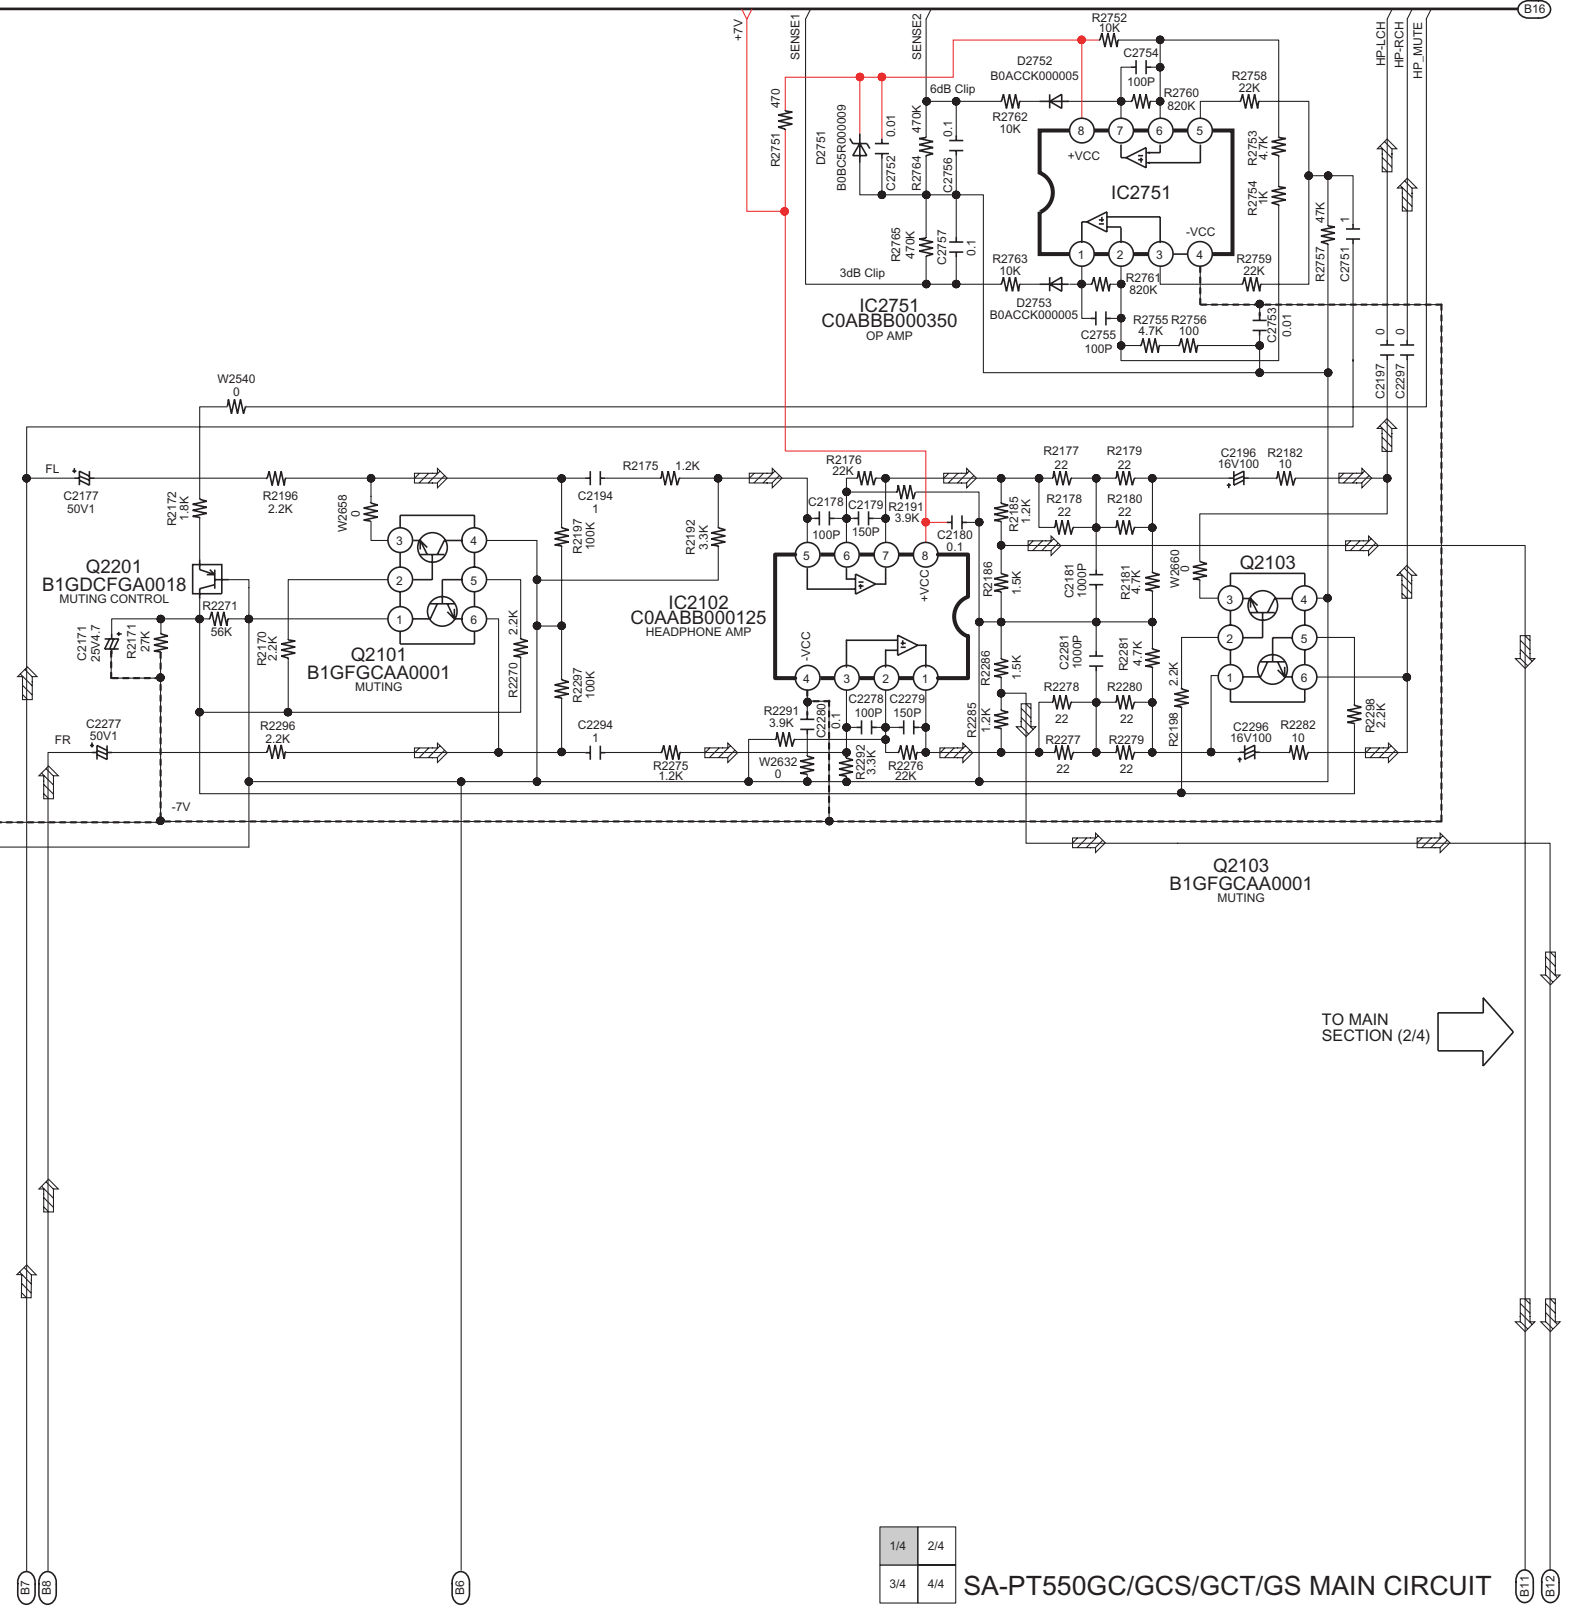 B16
+7V
SENSE1
SENSE2
HP-LCH
HP-RCH
HP_MUTE
R2752
10K
C2754
100P
D2752
B0ACCK000005
R2758
22K
R2760
820K
6dB Clip
R2762
10K
R2751
470
D2751
B0BC5R000009
C2752
0.01
R2764
470K
C2756
0.1
8
7
6
5
+VCC
IC2751
-VCC
1
2
3
4
R2753
4.7K
R2754
1K
R2757
47K
C2751
1
R2765
470K
C2757
0.1
R2763
10K
R2759
22K
3dB Clip
R2761
820K
D2753
B0ACCK000005
IC2751
C0ABBB000350
OP AMP
C2755
100P
R2755
4.7K
R2756
100
C2753
0.01
C2197
0
C2297
0
W2540
0
FL
C2177
50V1
R2172
1.8K
R2196
2.2K
W2658
0
R2197
100K
C2194
1
R2175
1.2K
R2192
3.3K
R2176
22K
C2178
100P
C2179
150P
R2191
3.9K
C2180
0.1
R2185
1.2K
R2177
22
R2179
22
R2178
22
R2180
22
C2196
16V100
R2182
10
3
4
2
5
1
6
Q2201
B1GDCFGA0018
MUTING CONTROL
R2271
56K
C2171
25V4.7
R2171
27K
R2170
2.2K
Q2101
B1GFGCAA0001
MUTING
R2270
2.2K
R2297
100K
IC2102
C0AABB000125
HEADPHONE AMP
5
6
7
8
+VCC
-VCC
4
3
2
1
R2186
1.5K
C2181
1000P
R2181
4.7K
R2286
1.5K
C2281
1000P
R2281
4.7K
W2660
0
Q2103
3
4
2
5
1
6
R2198
2.2K
R2298
2.2K
FR
C2277
50V1
R2296
2.2K
C2294
1
R2275
1.2K
R2291
3.9K
C2280
0.1
C2278
100P
C2279
150P
W2632
0
R2292
3.3K
R2276
22K
R2285
1.2K
R2278
22
R2280
22
R2277
22
R2279
22
C2296
16V100
R2282
10
-7V
Q2103
B1GFGCAA0001
MUTING
TO MAIN
SECTION (2/4)
1/4
2/4
3/4
4/4
SA-PT550GC/GCS/GCT/GS MAIN CIRCUIT
B7
B8
B6
B11
B12